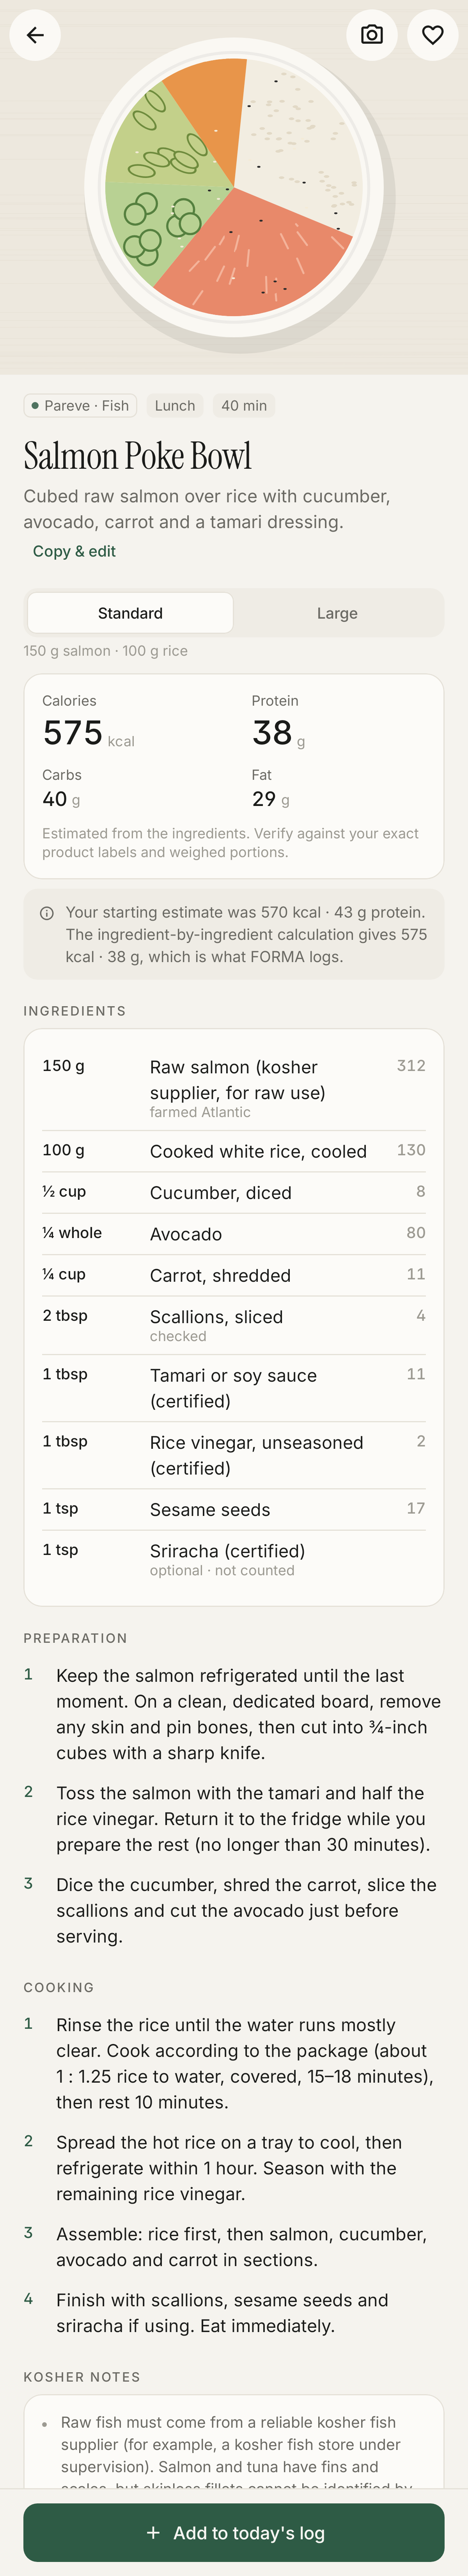 Pareve · Fish
Lunch
40 min
Salmon Poke Bowl
Cubed raw salmon over rice with cucumber,
avocado, carrot and a tamari dressing.
Copy & edit
Standard
Large
150 g salmon · 100 g rice
Calories
Protein
575 kcal
38 g
Carbs
Fat
40 g
29 g
Estimated from the ingredients. Verify against your exact
product labels and weighed portions.
Your starting estimate was 570 kcal · 43 g protein.
The ingredient-by-ingredient calculation gives 575
kcal · 38 g, which is what FORMA logs.
INGREDIENTS
150 g Raw salmon (kosher 312
supplier, for raw use)
farmed Atlantic
100 g Cooked white rice, cooled 130
½ cup Cucumber, diced 8
¼ whole Avocado 80
¼ cup Carrot, shredded 11
2 tbsp Scallions, sliced 4
checked
1 tbsp Tamari or soy sauce 11
(certified)
1 tbsp Rice vinegar, unseasoned 2
(certified)
1 tsp Sesame seeds 17
1 tsp Sriracha (certified)
optional · not counted
PREPARATION
1 Keep the salmon refrigerated until the last
moment. On a clean, dedicated board, remove
any skin and pin bones, then cut into ¾-inch
cubes with a sharp knife.
2 Toss the salmon with the tamari and half the
rice vinegar. Return it to the fridge while you
prepare the rest (no longer than 30 minutes).
3 Dice the cucumber, shred the carrot, slice the
scallions and cut the avocado just before
serving.
COOKING
1 Rinse the rice until the water runs mostly
clear. Cook according to the package (about
1 : 1.25 rice to water, covered, 15–18 minutes),
then rest 10 minutes.
2 Spread the hot rice on a tray to cool, then
refrigerate within 1 hour. Season with the
remaining rice vinegar.
3 Assemble: rice first, then salmon, cucumber,
avocado and carrot in sections.
4 Finish with scallions, sesame seeds and
sriracha if using. Eat immediately.
KOSHER NOTES
• Raw fish must come from a reliable kosher fish
supplier (for example, a kosher fish store under
supervision). Salmon and tuna have fins and
+ Add to today's log